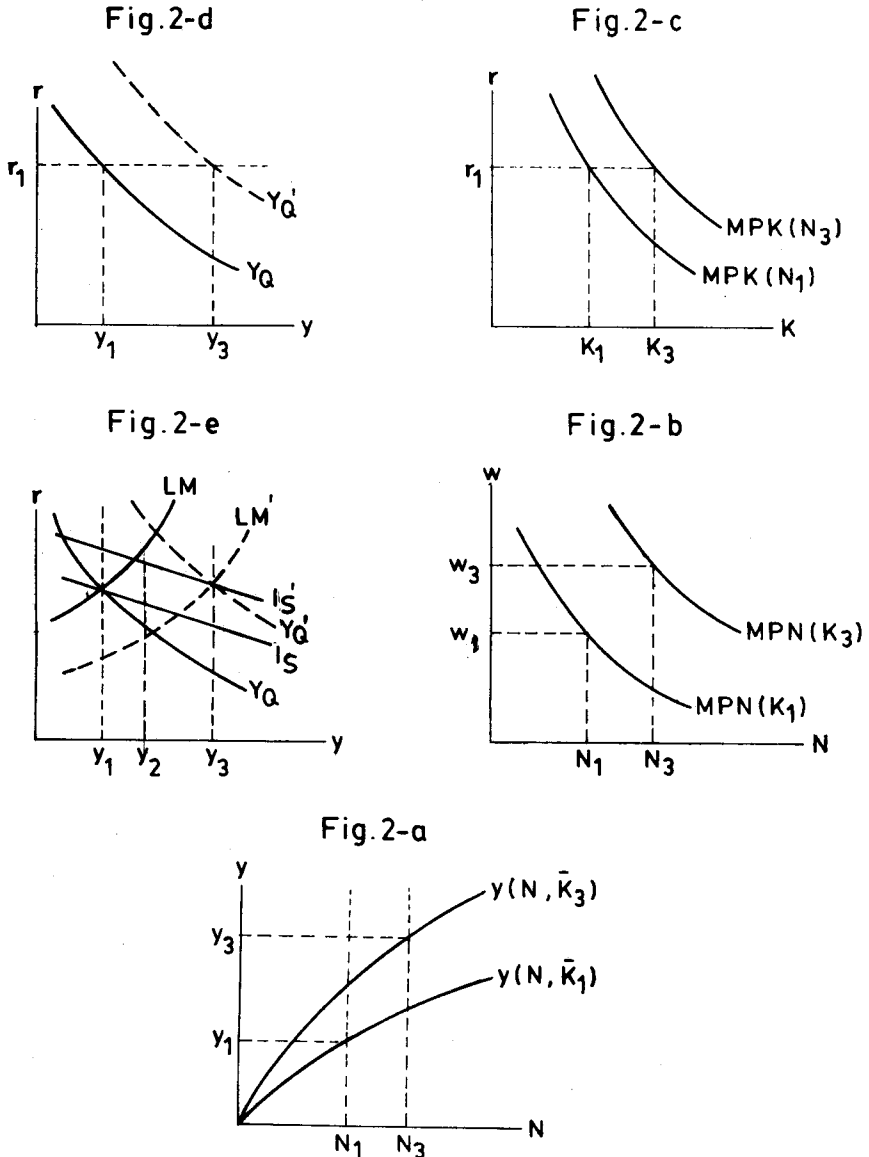 Fig.2-d
r
r₁
YQ'
YQ
y₁
y₃
y
Fig.2-c
r
r₁
MPK(N₃)
MPK(N₁)
K₁
K₃
K
Fig.2-e
r
LM
LM'
IS'
YQ'
IS
YQ
y₁
y₂
y₃
y
Fig.2-b
w
w₃
w₁
MPN(K₃)
MPN(K₁)
N₁
N₃
N
Fig.2-a
y
y(N, K̄₃)
y₃
y(N, K̄₁)
y₁
N₁
N₃
N